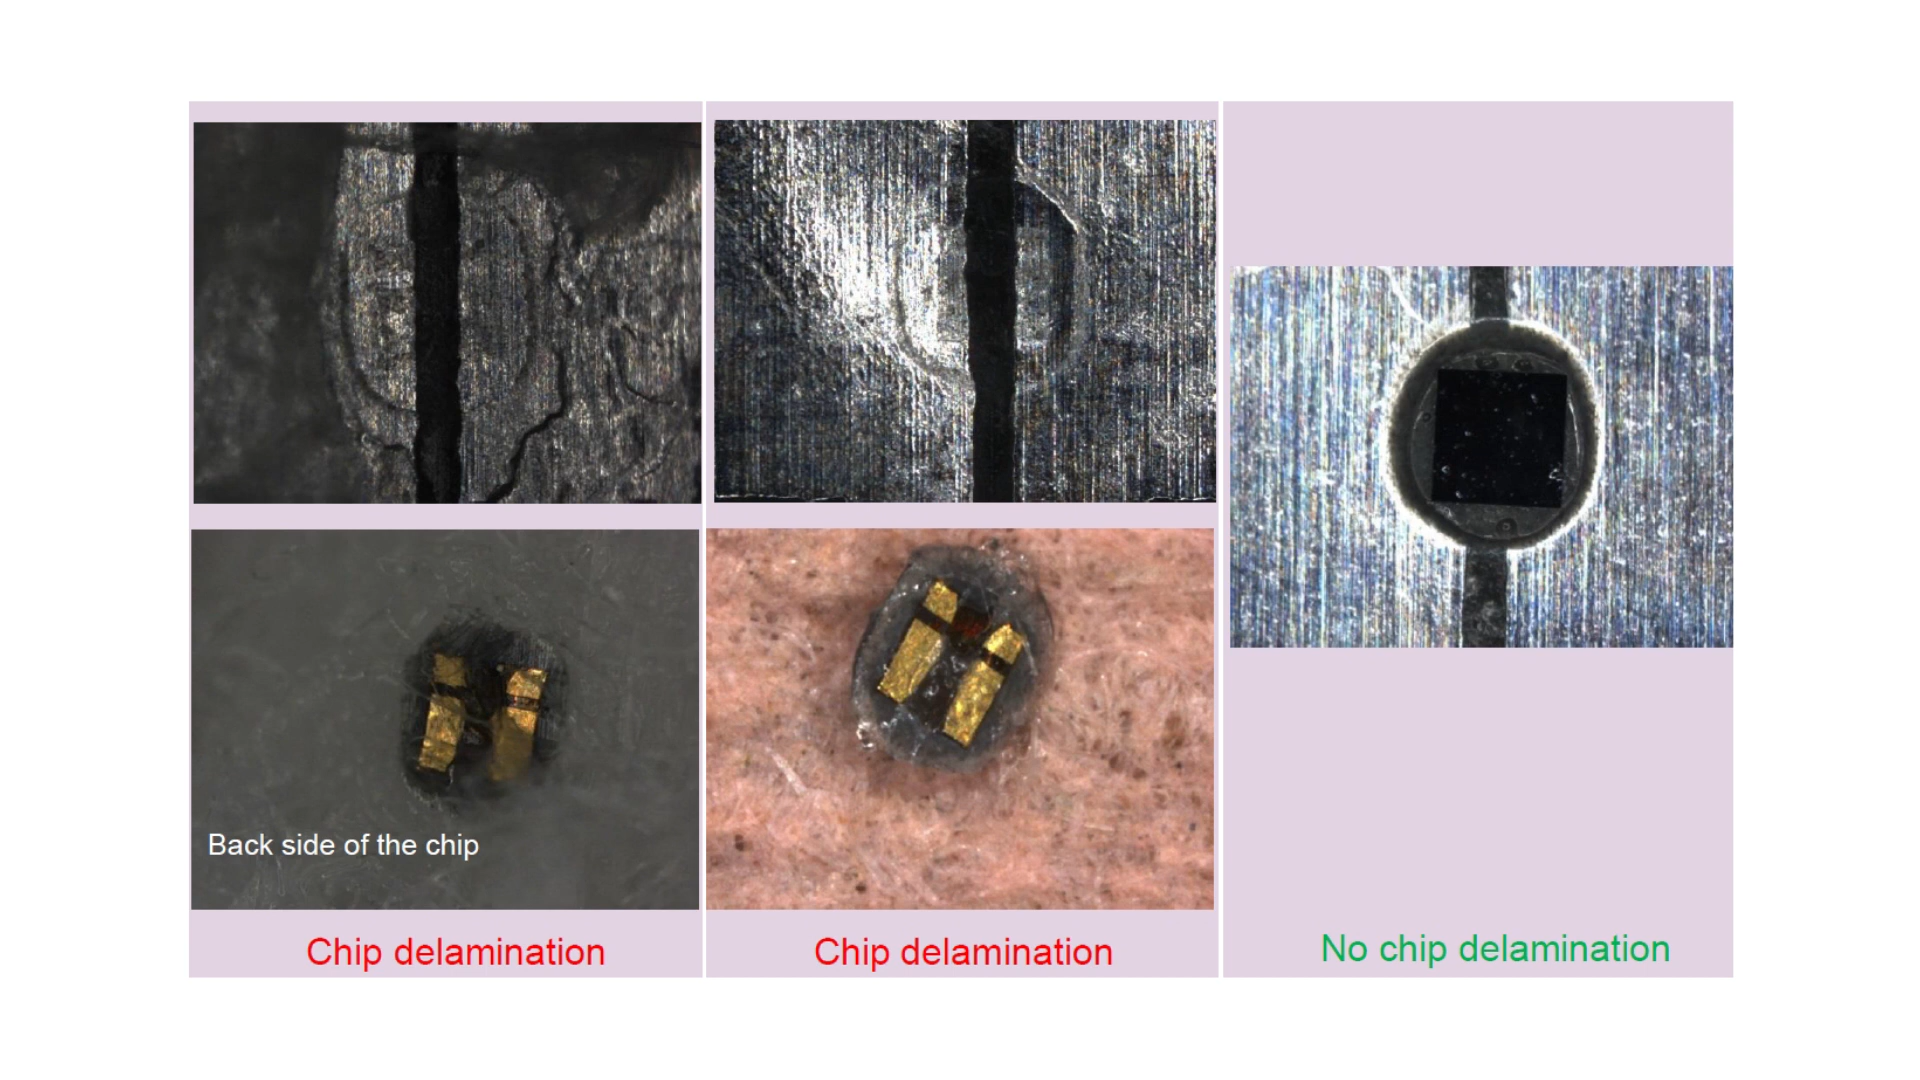 Back side of the chip
Chip delamination
Chip delamination
No chip delamination